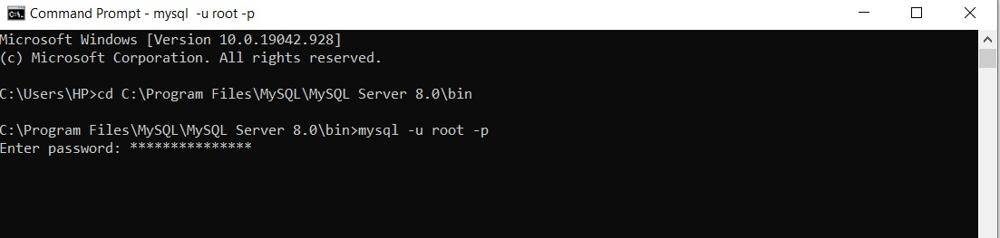 Command Prompt - mysql  -u root -p
Microsoft Windows [Version 10.0.19042.928]
(c) Microsoft Corporation. All rights reserved.
C:\Users\HP>cd C:\Program Files\MySQL\MySQL Server 8.0\bin
C:\Program Files\MySQL\MySQL Server 8.0\bin>mysql -u root -p
Enter password: ***************